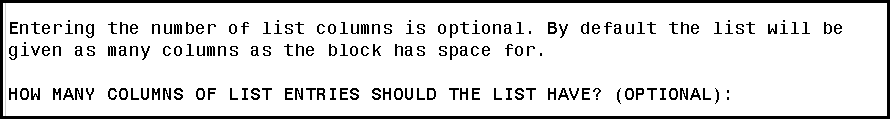 Entering the number of list columns is optional. By default the list will be
given as many columns as the block has space for.
HOW MANY COLUMNS OF LIST ENTRIES SHOULD THE LIST HAVE? (OPTIONAL):